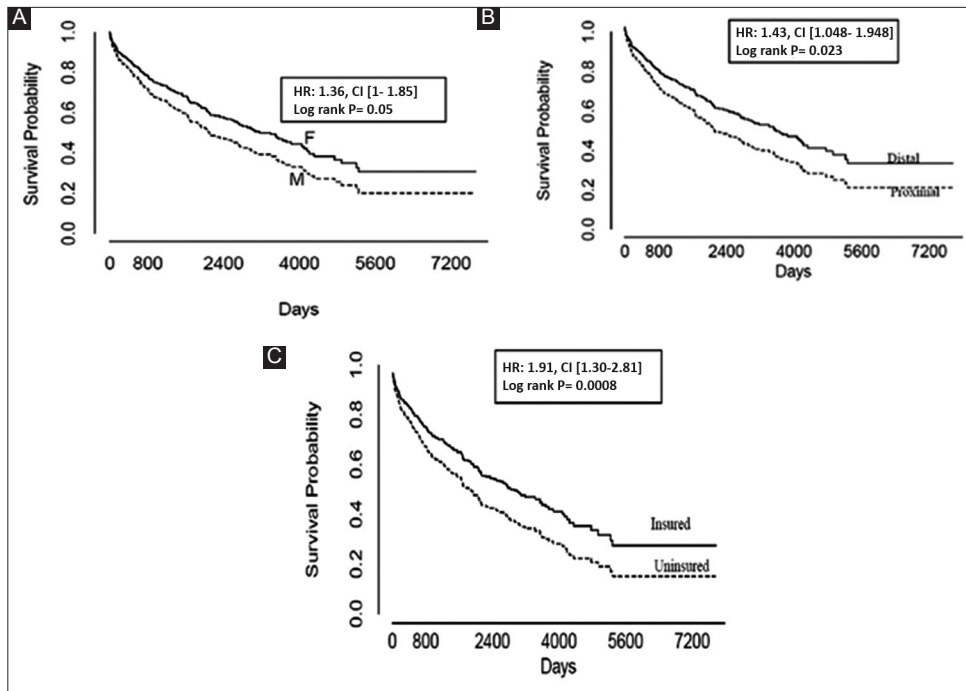 A
HR: 1.36, CI [1- 1.85]
Log rank P= 0.05
Survival Probability
1.0
0.8
0.6
0.4
0.2
0.0
F
M
0 800 2400 4000 5600 7200
Days
B
HR: 1.43, CI [1.048- 1.948]
Log rank P= 0.023
Survival Probability
1.0
0.8
0.6
0.4
0.2
0.0
Distal
Proximal
0 800 2400 4000 5600 7200
Days
C
HR: 1.91, CI [1.30-2.81]
Log rank P= 0.0008
Survival Probability
1.0
0.8
0.6
0.4
0.2
0.0
Insured
Uninsured
0 800 2400 4000 5600 7200
Days